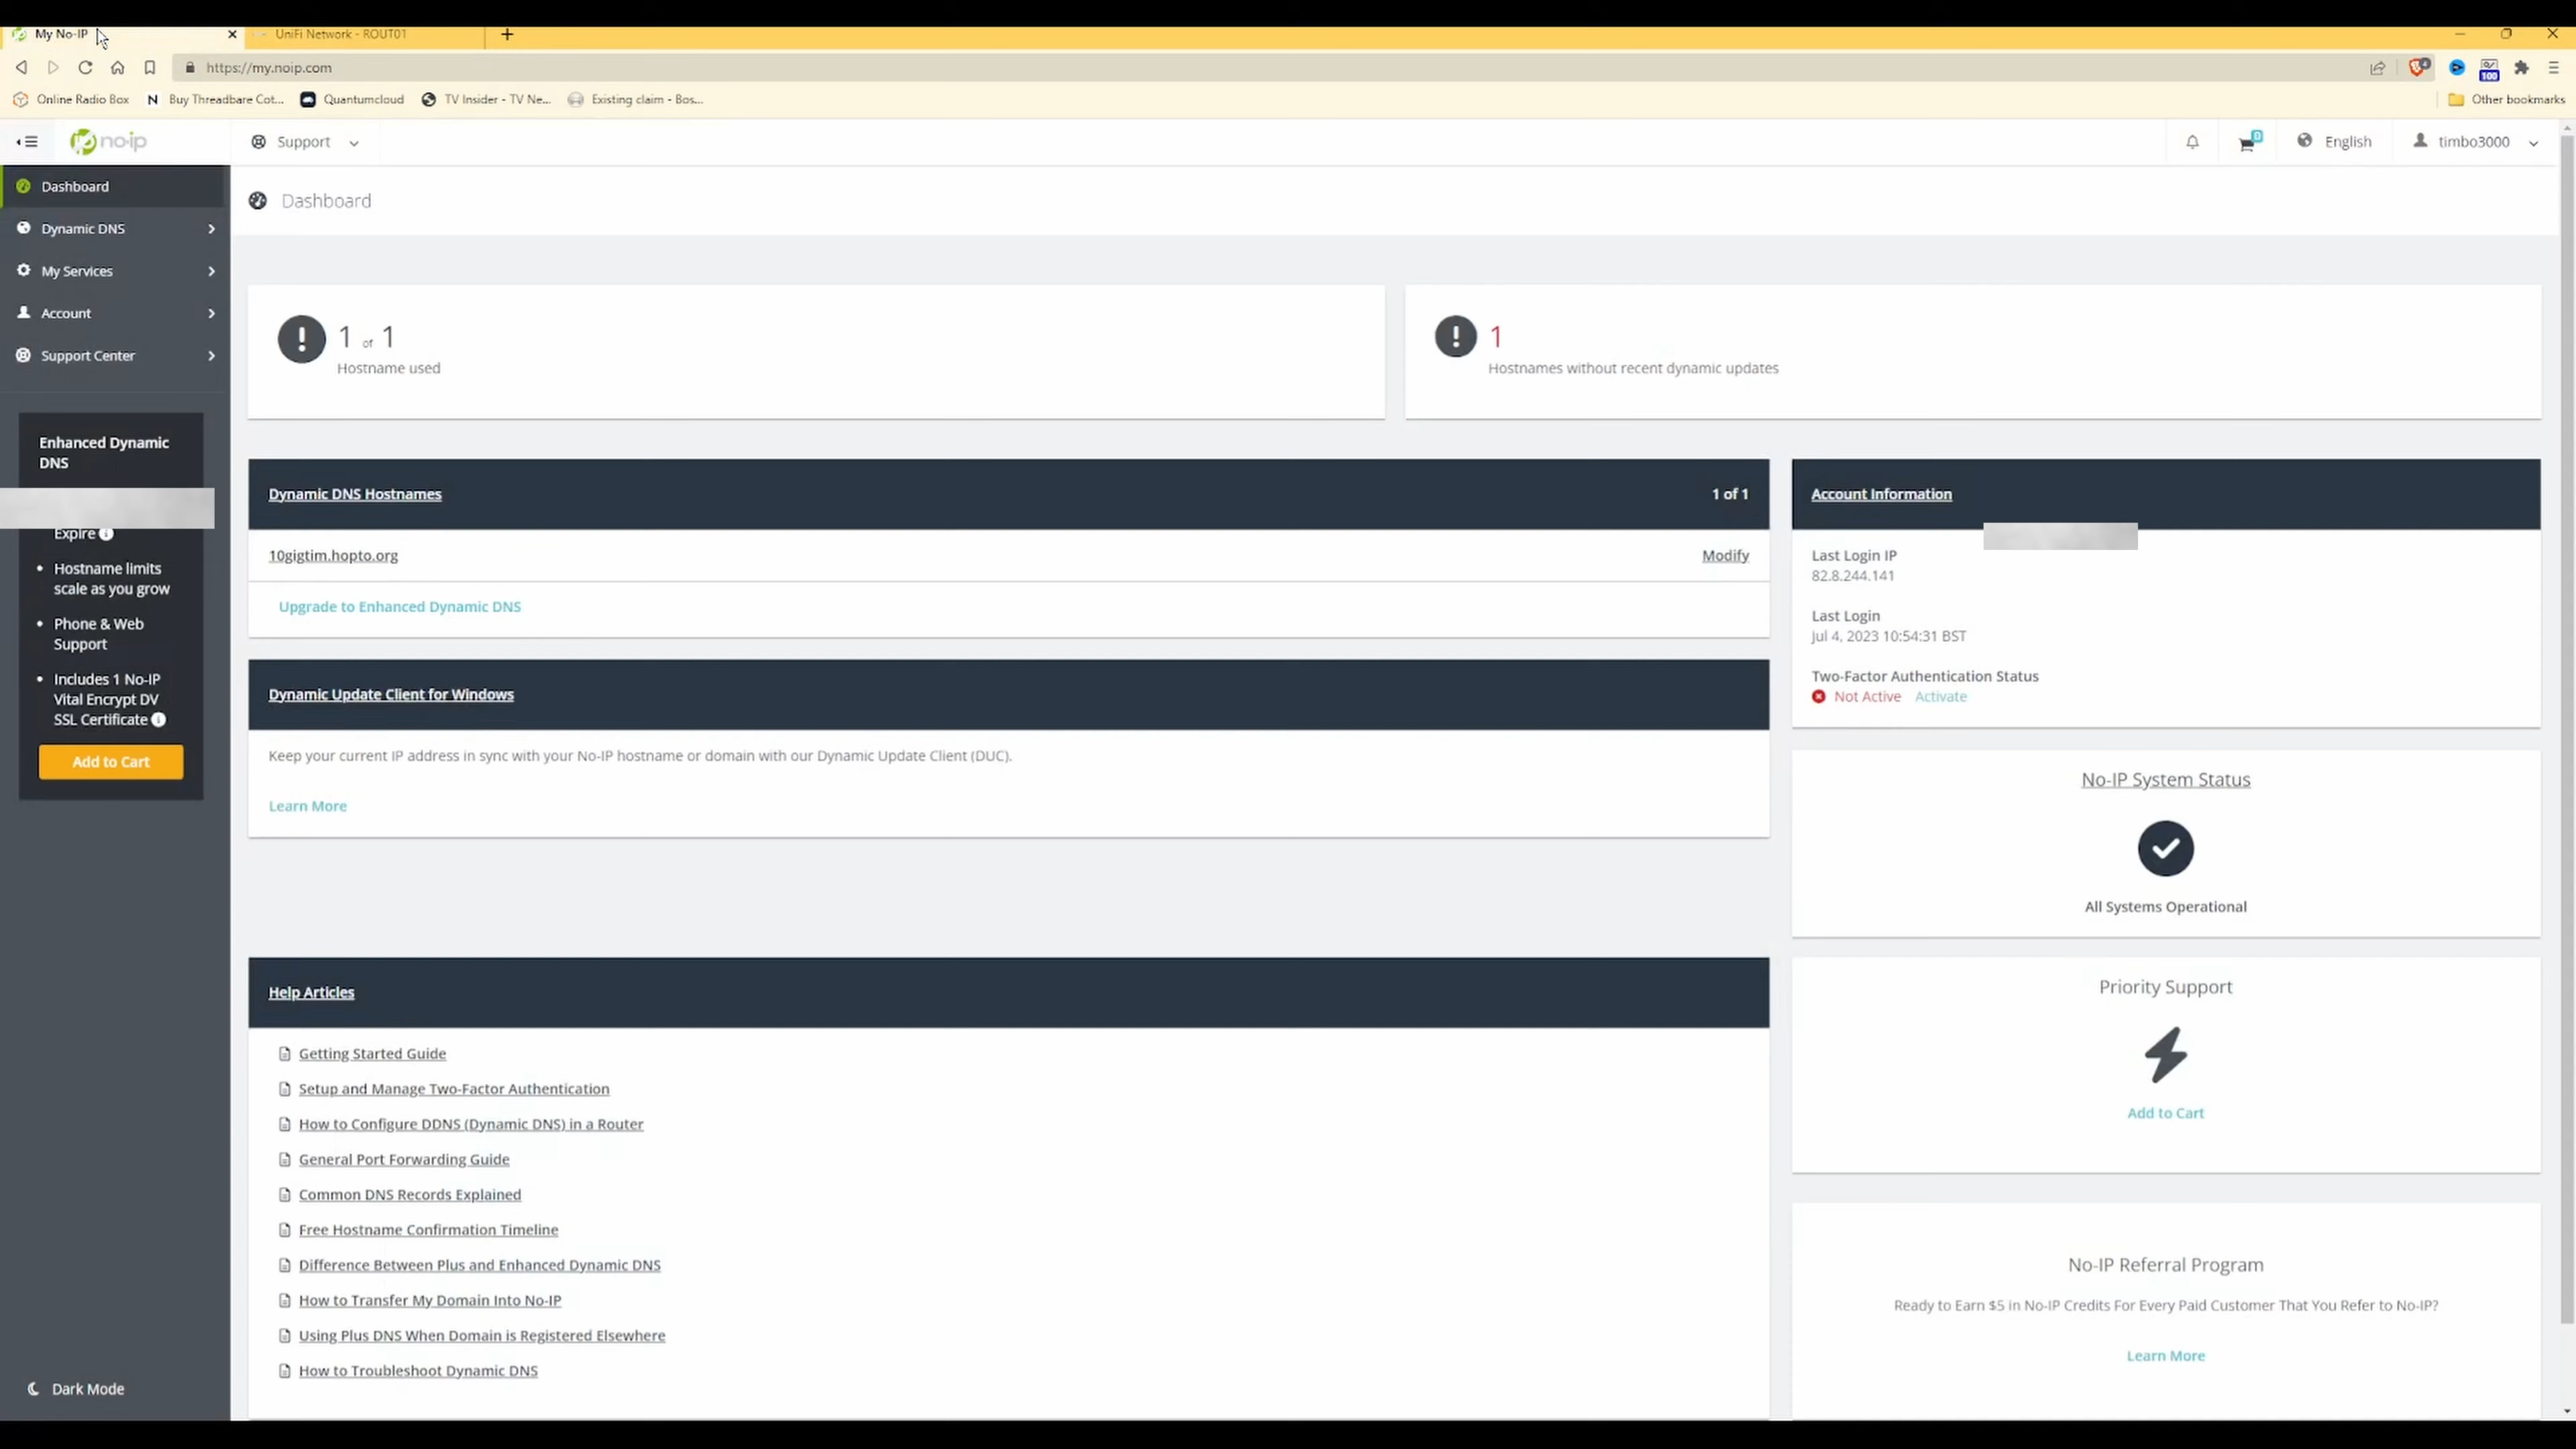 My No-IP
UniFi Network - ROUT01
https://my.noip.com
Online Radio Box
Buy Threadbare Cot...
Quantumcloud
TV Insider - TV Ne...
Existing claim - Bos...
Other bookmarks
no-ip
Support
0
English
timbo3000
Dashboard
Dynamic DNS
My Services
Account
Support Center
Enhanced Dynamic
DNS
Expire
Hostname limits
scale as you grow
Phone & Web
Support
Includes 1 No-IP
Vital Encrypt DV
SSL Certificate
Add to Cart
Dark Mode
Dashboard
1 of 1
Hostname used
1
Hostnames without recent dynamic updates
Dynamic DNS Hostnames 1 of 1
10gigtim.hopto.org Modify
Upgrade to Enhanced Dynamic DNS
Dynamic Update Client for Windows
Keep your current IP address in sync with your No-IP hostname or domain with our Dynamic Update Client (DUC).
Learn More
Help Articles
Getting Started Guide
Setup and Manage Two-Factor Authentication
How to Configure DDNS (Dynamic DNS) in a Router
General Port Forwarding Guide
Common DNS Records Explained
Free Hostname Confirmation Timeline
Difference Between Plus and Enhanced Dynamic DNS
How to Transfer My Domain Into No-IP
Using Plus DNS When Domain is Registered Elsewhere
How to Troubleshoot Dynamic DNS
Account Information
Last Login IP
82.8.244.141
Last Login
Jul 4, 2023 10:54:31 BST
Two-Factor Authentication Status
Not Active Activate
No-IP System Status
All Systems Operational
Priority Support
Add to Cart
No-IP Referral Program
Ready to Earn $5 in No-IP Credits For Every Paid Customer That You Refer to No-IP?
Learn More